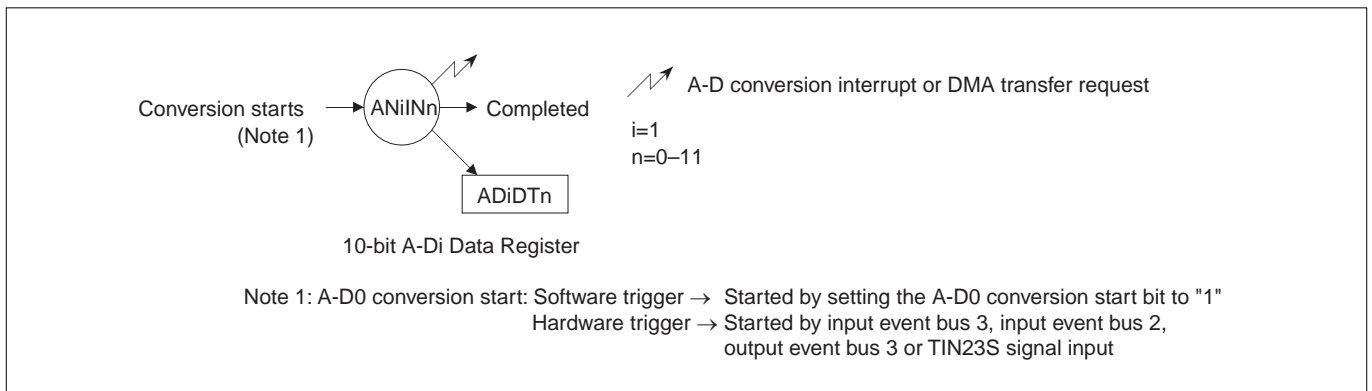 A-D conversion interrupt or DMA transfer request
Conversion starts
(Note 1)
ANiINn
Completed
i=1
n=0–11
ADiDTn
10-bit A-Di Data Register
Note 1: A-D0 conversion start: Software trigger → Started by setting the A-D0 conversion start bit to "1"
Hardware trigger → Started by input event bus 3, input event bus 2,
output event bus 3 or TIN23S signal input